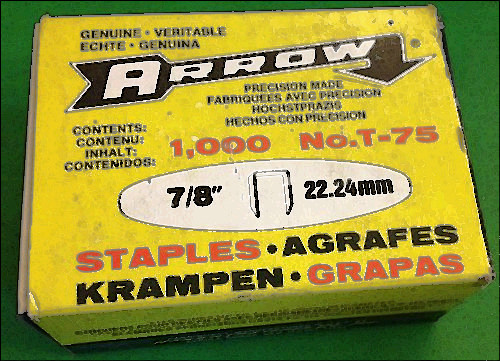 GENUINE · VERITABLE
ECHTE · GENUINA
ARROW
PRECISION MADE
FABRIQUEES AVEC PRECISION
HOCHSTPRAZIS
HECHOS CON PRECISION
CONTENTS:
CONTENU:
INHALT:
CONTENIDOS:
1,000 No.T-75
7/8" 22.24mm
STAPLES · AGRAFES
KRAMPEN · GRAPAS